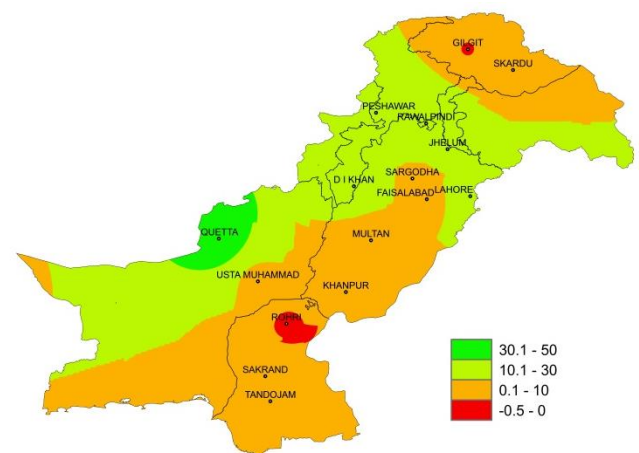 GILGIT
SKARDU
PESHAWAR
RAWALPINDI
JHELUM
D I KHAN
SARGODHA
FAISALABAD
LAHORE
QUETTA
MULTAN
USTA MUHAMMAD
KHANPUR
ROHRI
SAKRAND
TANDOJAM
30.1 - 50
10.1 - 30
0.1 - 10
-0.5 - 0